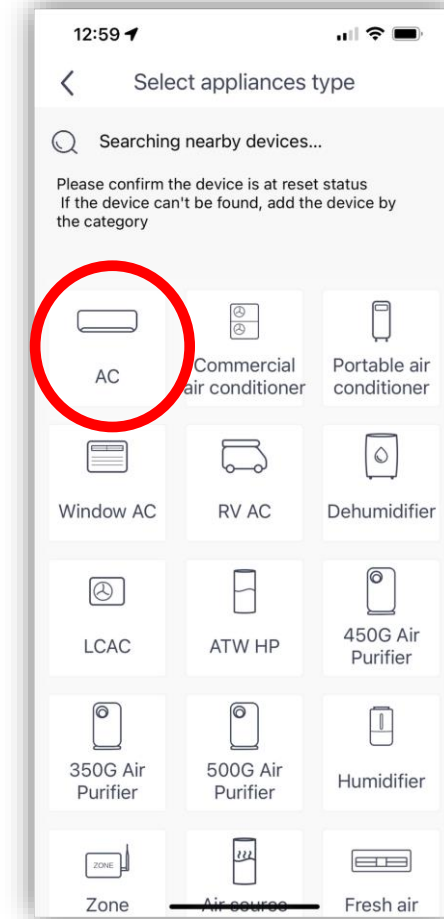 12:59
Select appliances type
Searching nearby devices...
Please confirm the device is at reset status
If the device can't be found, add the device by
the category
AC
Commercial
air conditioner
Portable air
conditioner
Window AC
RV AC
Dehumidifier
LCAC
ATW HP
450G Air
Purifier
350G Air
Purifier
500G Air
Purifier
Humidifier
ZONE
Zone
Air source
Fresh air